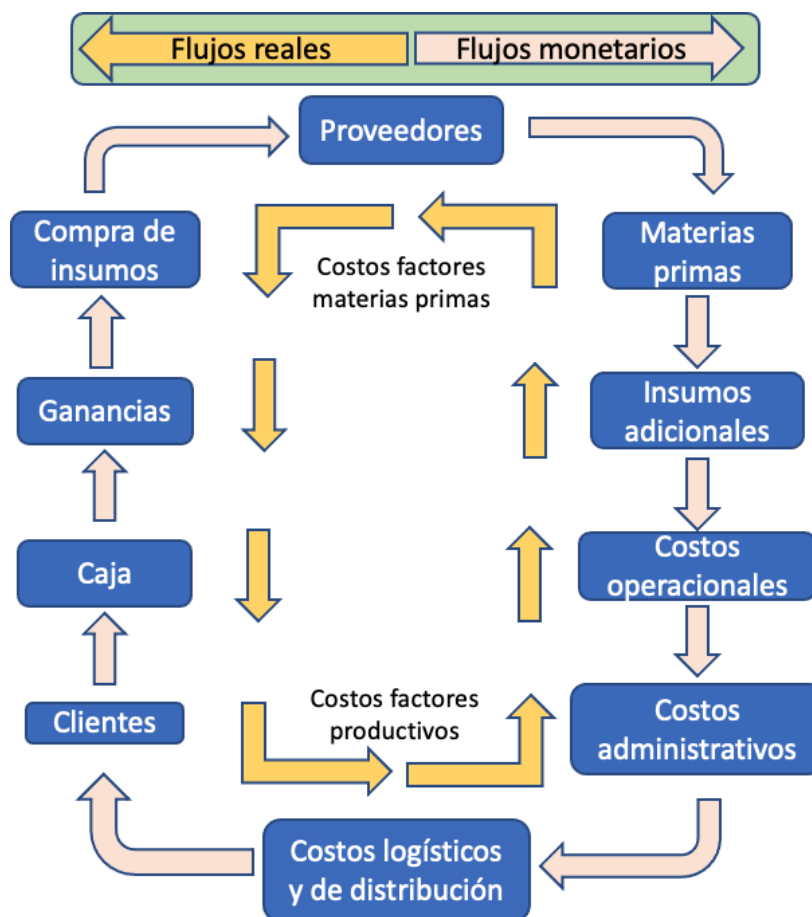 Flujos reales
Flujos monetarios
Proveedores
Compra de
insumos
Materias
primas
Costos factores
materias primas
Ganancias
Insumos
adicionales
Caja
Costos
operacionales
Clientes
Costos factores
productivos
Costos
administrativos
Costos logísticos
y de distribución